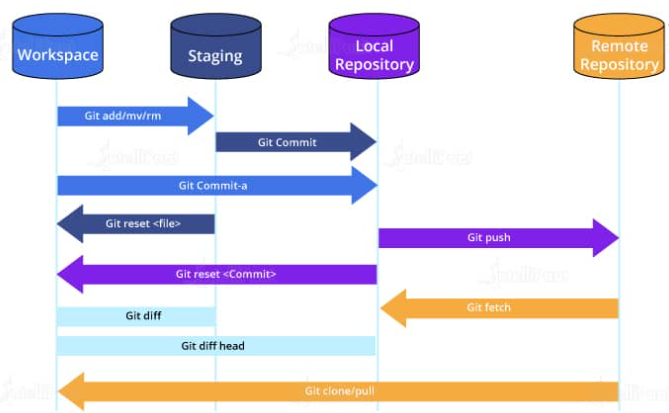 Workspace
Staging
Local
Repository
Remote
Repository
Git add/mv/rm
Git Commit
Git Commit-a
Git reset <file>
Git push
Git reset <Commit>
Git fetch
Git diff
Git diff head
Git clone/pull